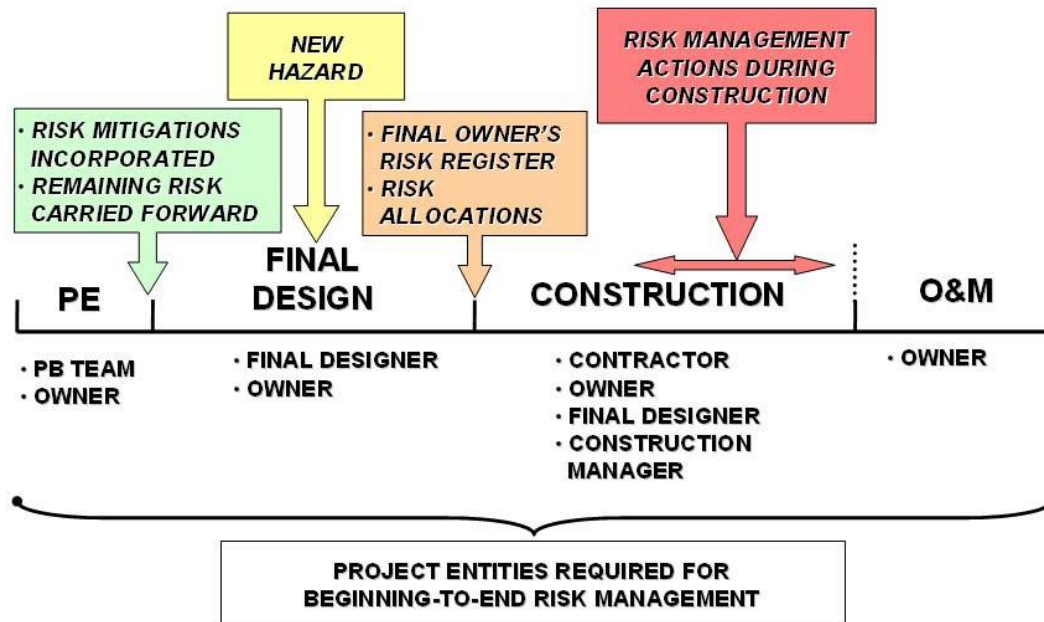 NEW
HAZARD
RISK MANAGEMENT
ACTIONS DURING
CONSTRUCTION
• RISK MITIGATIONS
INCORPORATED
• REMAINING RISK
CARRIED FORWARD
• FINAL OWNER'S
RISK REGISTER
• RISK
ALLOCATIONS
PE
FINAL
DESIGN
CONSTRUCTION
O&M
• PB TEAM
• OWNER
• FINAL DESIGNER
• OWNER
• CONTRACTOR
• OWNER
• FINAL DESIGNER
• CONSTRUCTION
MANAGER
• OWNER
PROJECT ENTITIES REQUIRED FOR
BEGINNING-TO-END RISK MANAGEMENT